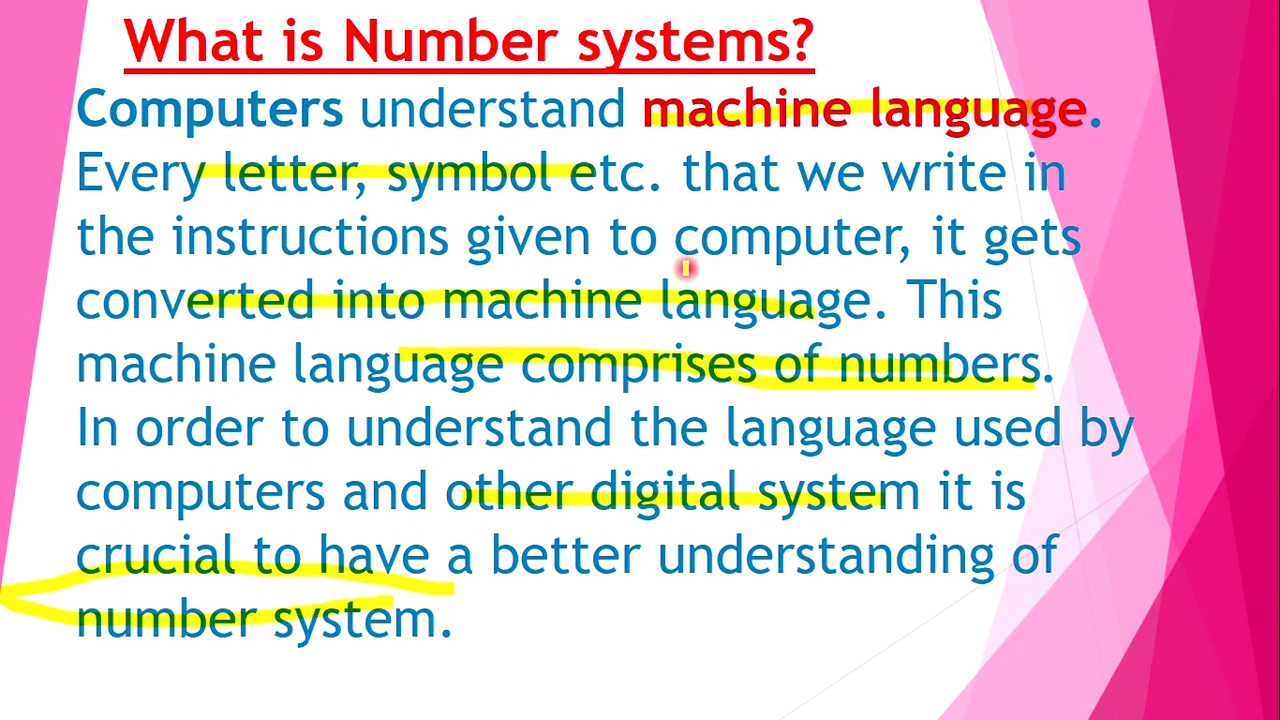 What is Number systems?
Computers understand machine language.
Every letter, symbol etc. that we write in
the instructions given to computer, it gets
converted into machine language. This
machine language comprises of numbers.
In order to understand the language used by
computers and other digital system it is
crucial to have a better understanding of
number system.